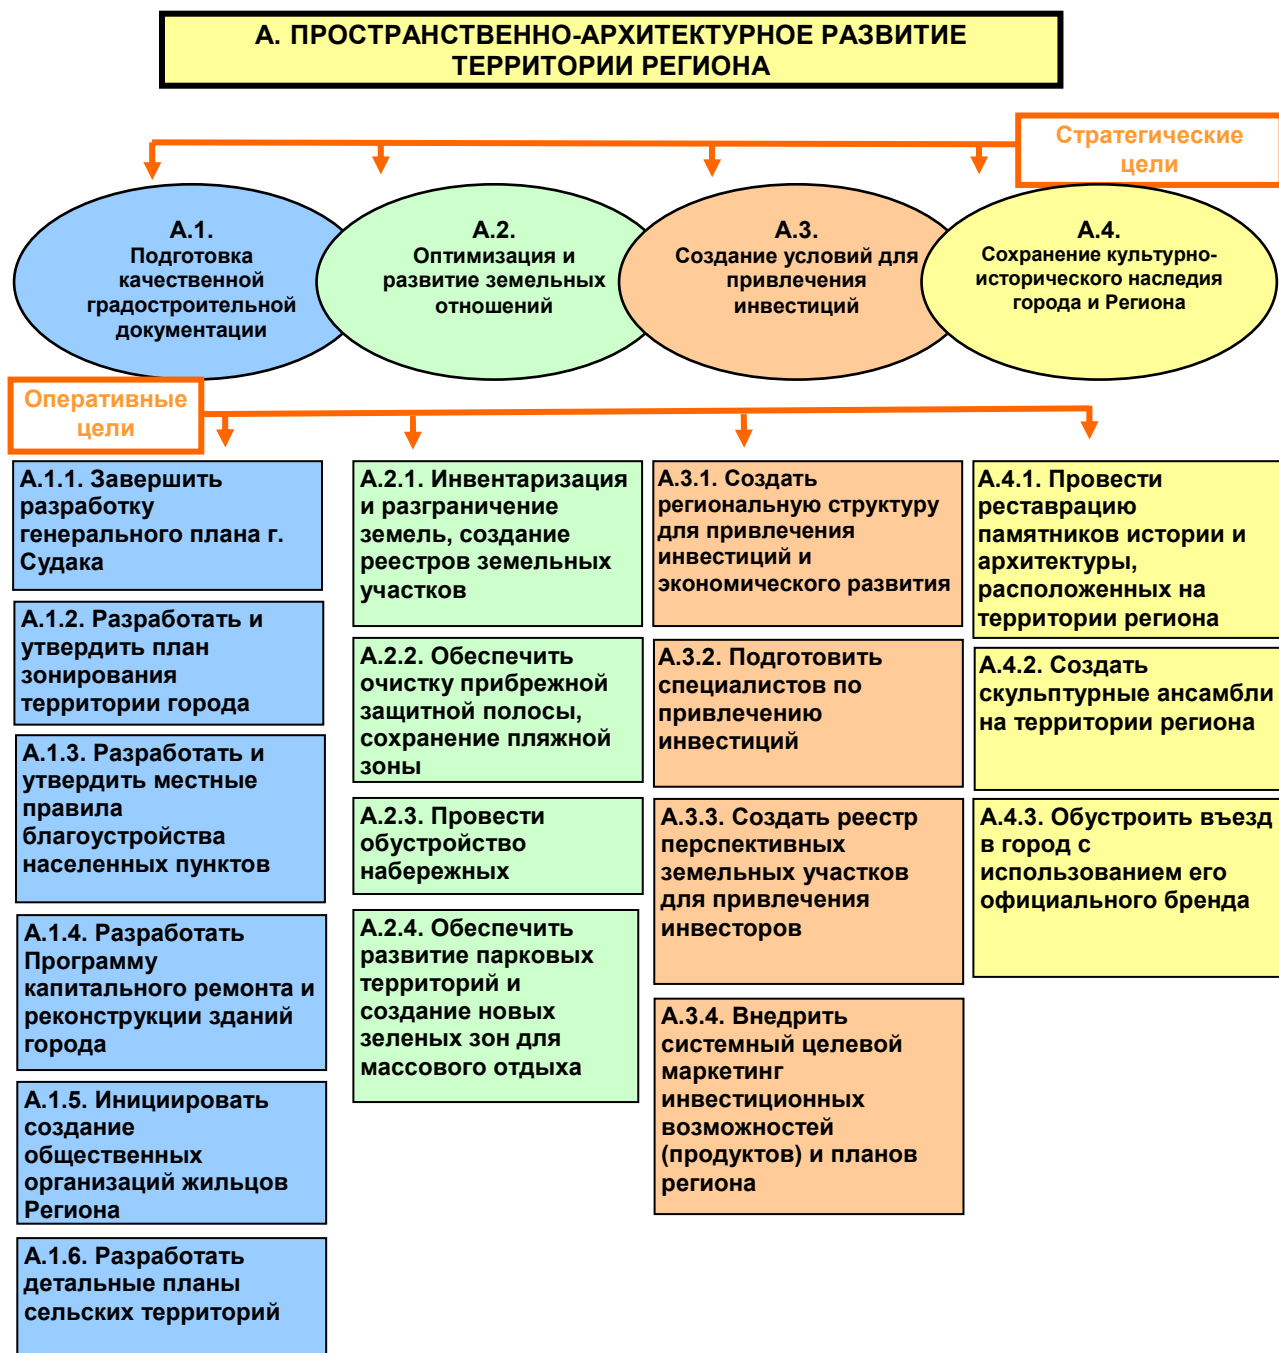 А. ПРОСТРАНСТВЕННО-АРХИТЕКТУРНОЕ РАЗВИТИЕ
ТЕРРИТОРИИ РЕГИОНА
Стратегические
цели
А.1.
Подготовка
качественной
градостроительной
документации
А.2.
Оптимизация и
развитие земельных
отношений
А.3.
Создание условий для
привлечения
инвестиций
А.4.
Сохранение культурно-
исторического наследия
города и Региона
Оперативные
цели
А.1.1. Завершить
разработку
генерального плана г.
Судака
А.1.2. Разработать и
утвердить план
зонирования
территории города
А.1.3. Разработать и
утвердить местные
правила
благоустройства
населенных пунктов
А.1.4. Разработать
Программу
капитального ремонта и
реконструкции зданий
города
А.1.5. Инициировать
создание
общественных
организаций жильцов
Региона
А.1.6. Разработать
детальные планы
сельских территорий
А.2.1. Инвентаризация
и разграничение
земель, создание
реестров земельных
участков
А.2.2. Обеспечить
очистку прибрежной
защитной полосы,
сохранение пляжной
зоны
А.2.3. Провести
обустройство
набережных
А.2.4. Обеспечить
развитие парковых
территорий и
создание новых
зеленых зон для
массового отдыха
А.3.1. Создать
региональную структуру
для привлечения
инвестиций и
экономического развития
А.3.2. Подготовить
специалистов по
привлечению
инвестиций
А.3.3. Создать реестр
перспективных
земельных участков
для привлечения
инвесторов
А.3.4. Внедрить
системный целевой
маркетинг
инвестиционных
возможностей
(продуктов) и планов
региона
А.4.1. Провести
реставрацию
памятников истории и
архитектуры,
расположенных на
территории региона
А.4.2. Создать
скульптурные ансамбли
на территории региона
А.4.3. Обустроить въезд
в город с
использованием его
официального бренда